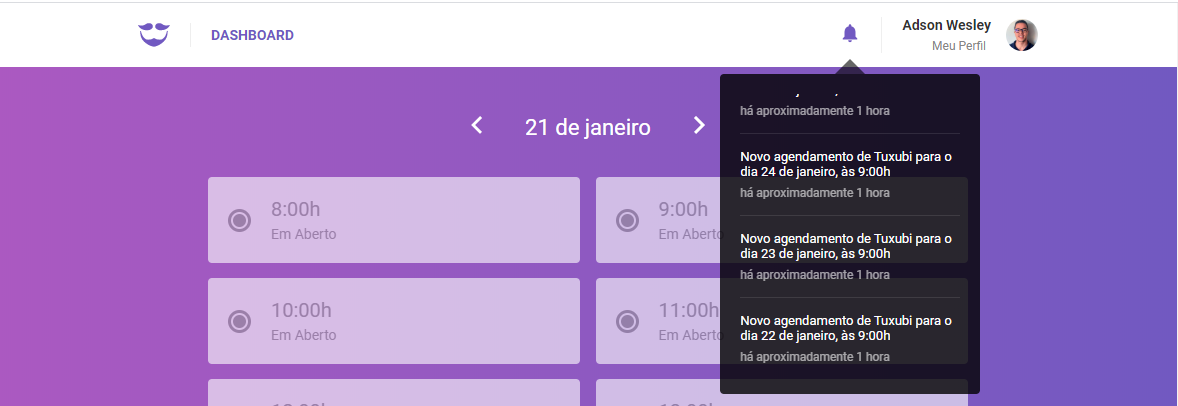 DASHBOARD
Adson Wesley
Meu Perfil
21 de janeiro
há aproximadamente 1 hora
Novo agendamento de Tuxubi para o
dia 24 de janeiro, às 9:00h
há aproximadamente 1 hora
Novo agendamento de Tuxubi para o
dia 23 de janeiro, às 9:00h
há aproximadamente 1 hora
Novo agendamento de Tuxubi para o
dia 22 de janeiro, às 9:00h
há aproximadamente 1 hora
8:00h
Em Aberto
9:00h
Em Aberto
10:00h
Em Aberto
11:00h
Em Aberto